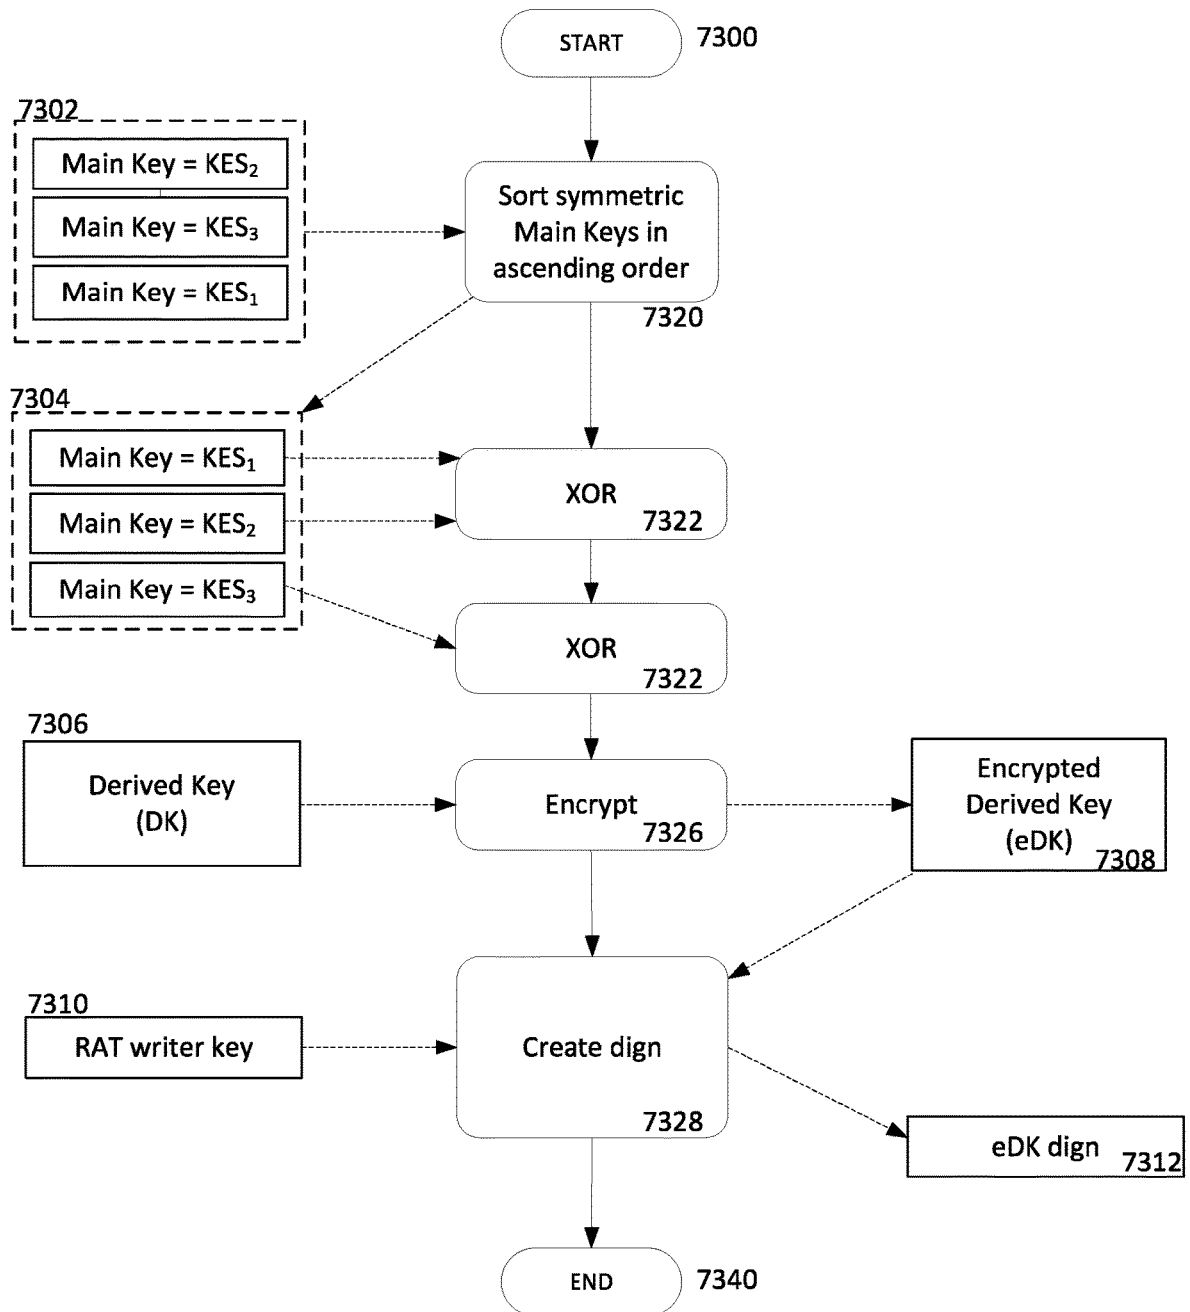 START
7300
7302
Main Key = KES₂
Main Key = KES₃
Main Key = KES₁
Sort symmetric
Main Keys in
ascending order
7320
7304
Main Key = KES₁
Main Key = KES₂
Main Key = KES₃
XOR
7322
XOR
7322
7306
Derived Key
(DK)
Encrypt
7326
Encrypted
Derived Key
(eDK)
7308
7310
RAT writer key
Create dign
7328
eDK dign
7312
END
7340